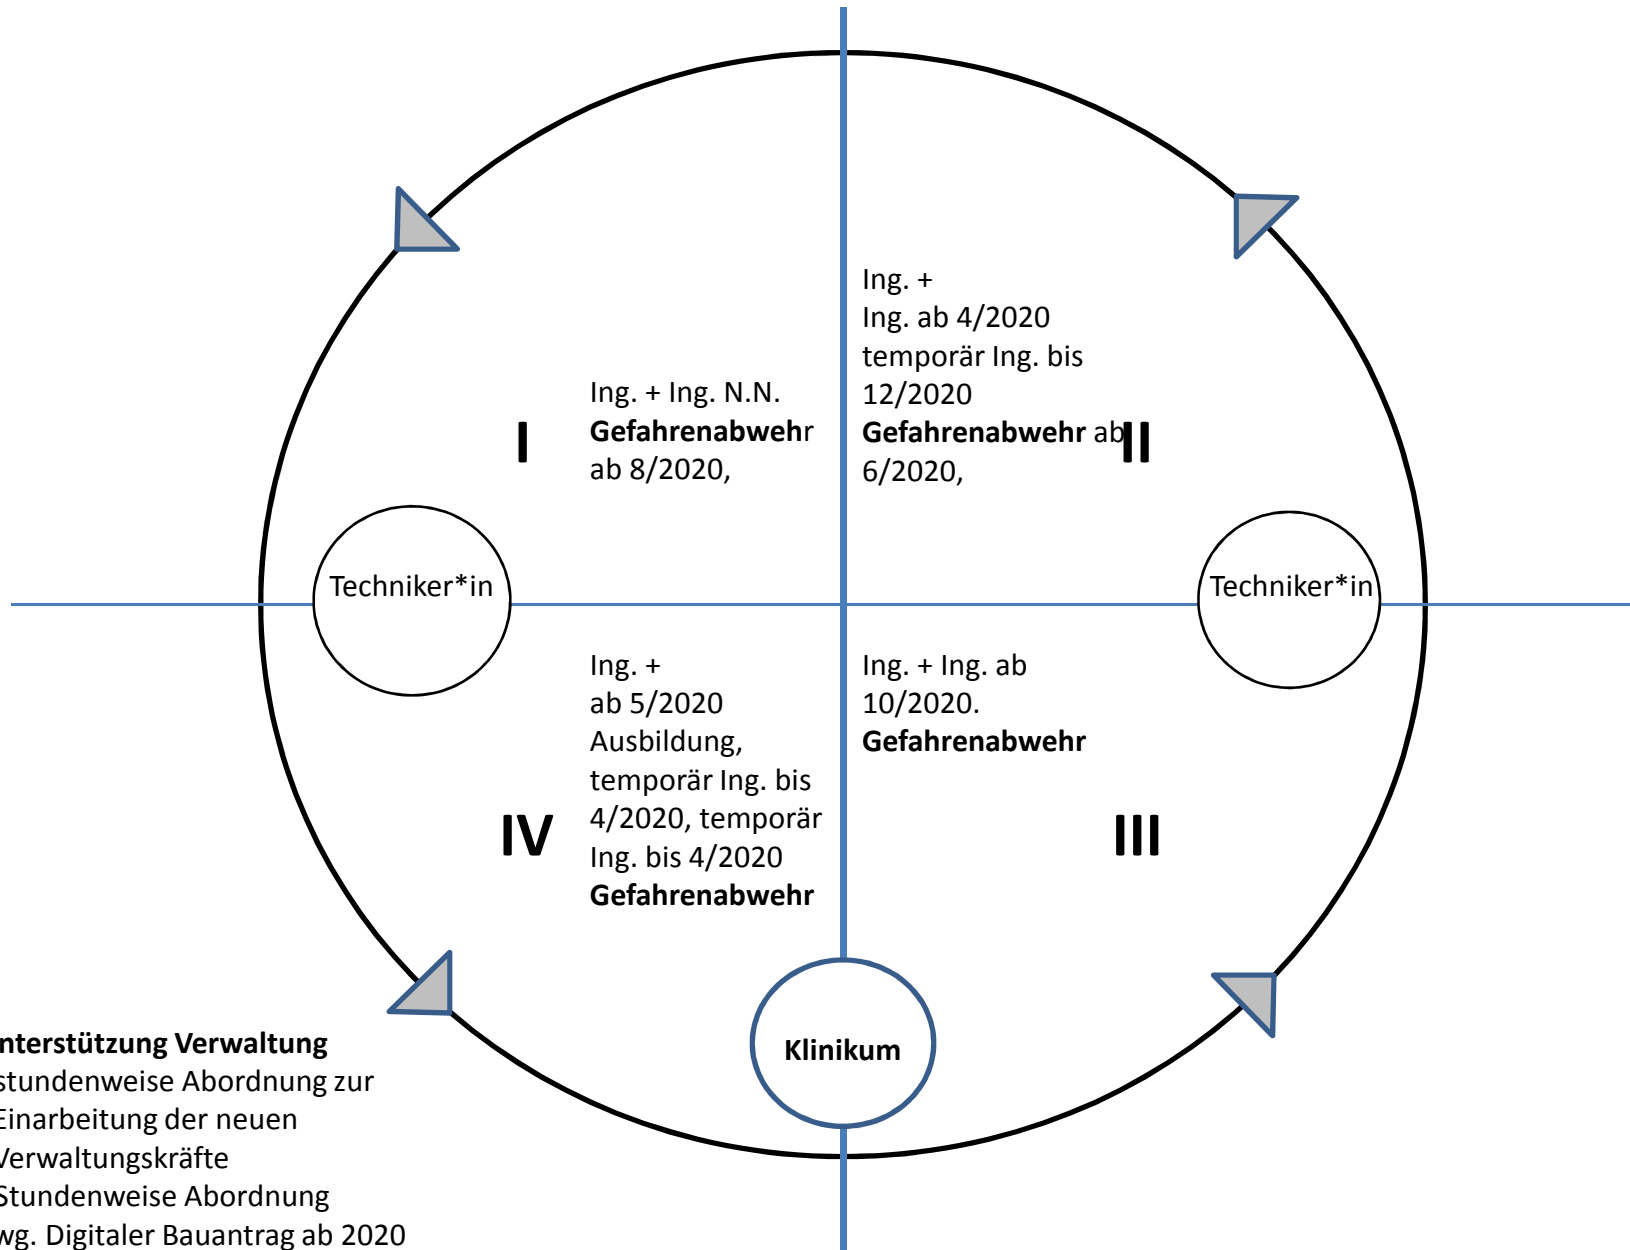 Ing. +
Ing. ab 4/2020
temporär Ing. bis
12/2020
Gefahrenabwehr ab
6/2020,
II
Ing. + Ing. N.N.
Gefahrenabwehr
ab 8/2020,
I
Techniker*in
Techniker*in
Ing. +
ab 5/2020
Ausbildung,
temporär Ing. bis
4/2020, temporär
Ing. bis 4/2020
Gefahrenabwehr
IV
Ing. + Ing. ab
10/2020.
Gefahrenabwehr
III
Klinikum
nterstützung Verwaltung
stundenweise Abordnung zur
Einarbeitung der neuen
Verwaltungskräfte
Stundenweise Abordnung
wg. Digitaler Bauantrag ab 2020